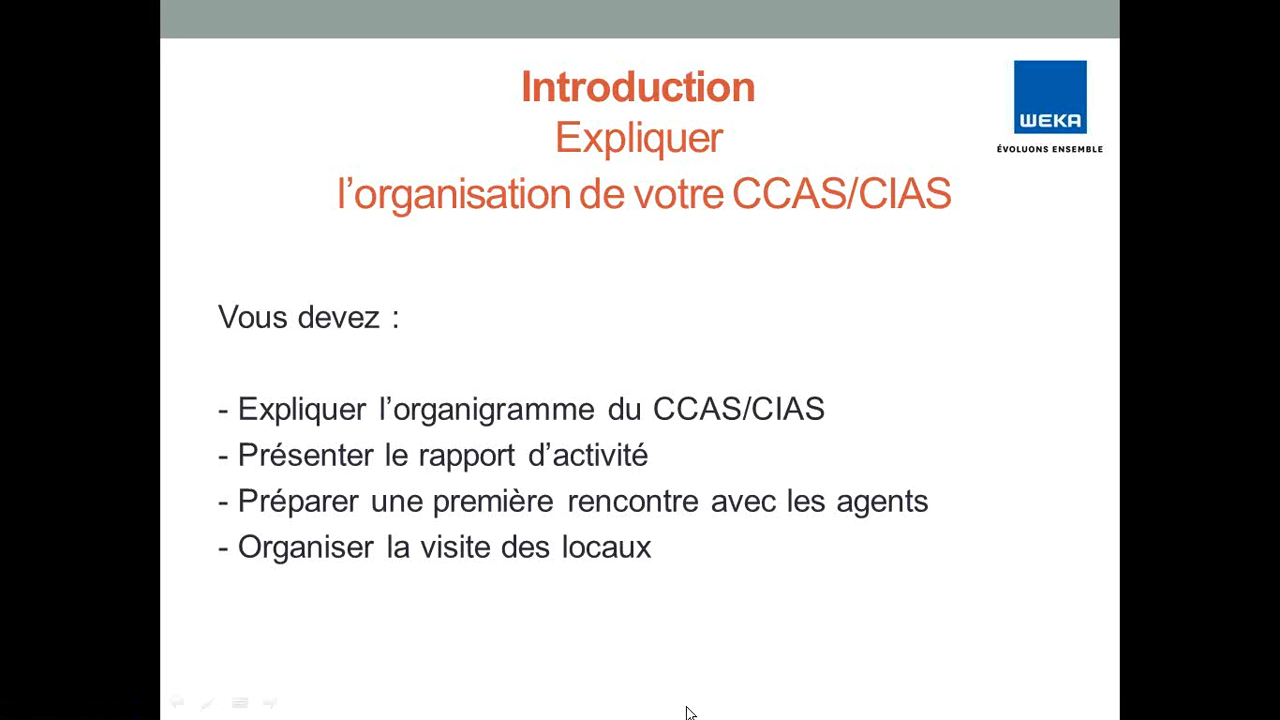 Introduction
Expliquer
l’organisation de votre CCAS/CIAS
WEKA
ÉVOLUONS ENSEMBLE
Vous devez :
- Expliquer l’organigramme du CCAS/CIAS
- Présenter le rapport d’activité
- Préparer une première rencontre avec les agents
- Organiser la visite des locaux